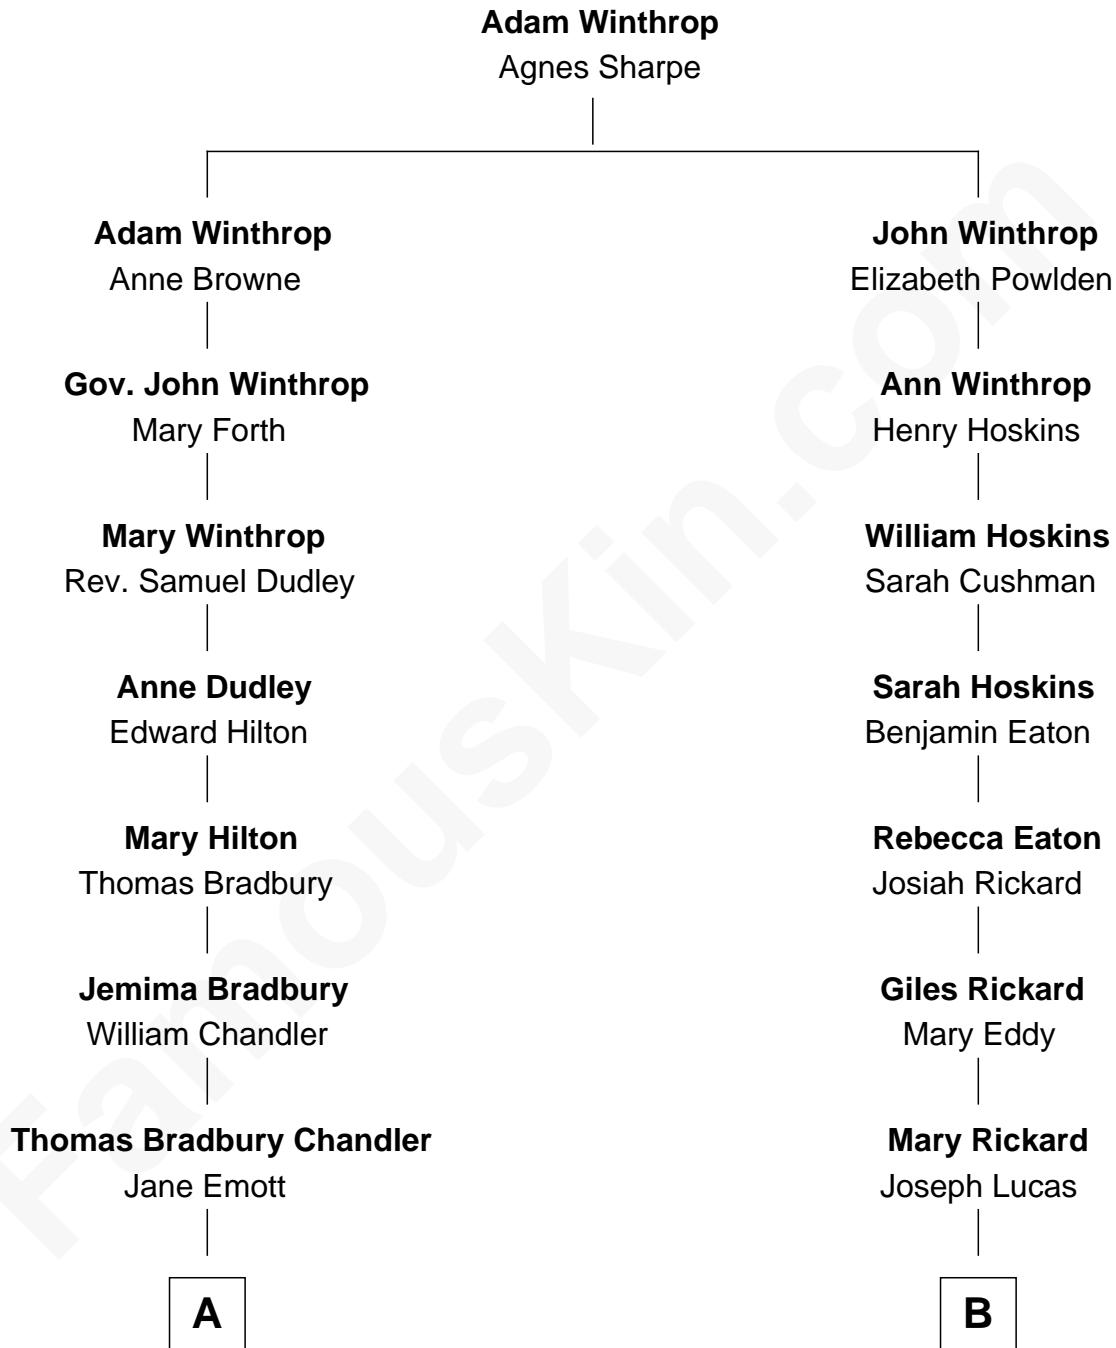 Adam Winthrop
Agnes Sharpe
Adam Winthrop
Anne Browne
John Winthrop
Elizabeth Powlden
Gov. John Winthrop
Mary Forth
Ann Winthrop
Henry Hoskins
Mary Winthrop
Rev. Samuel Dudley
William Hoskins
Sarah Cushman
Anne Dudley
Edward Hilton
Sarah Hoskins
Benjamin Eaton
Mary Hilton
Thomas Bradbury
Rebecca Eaton
Josiah Rickard
Jemima Bradbury
William Chandler
Giles Rickard
Mary Eddy
Thomas Bradbury Chandler
Jane Emott
Mary Rickard
Joseph Lucas
A
B
FamousKin.com